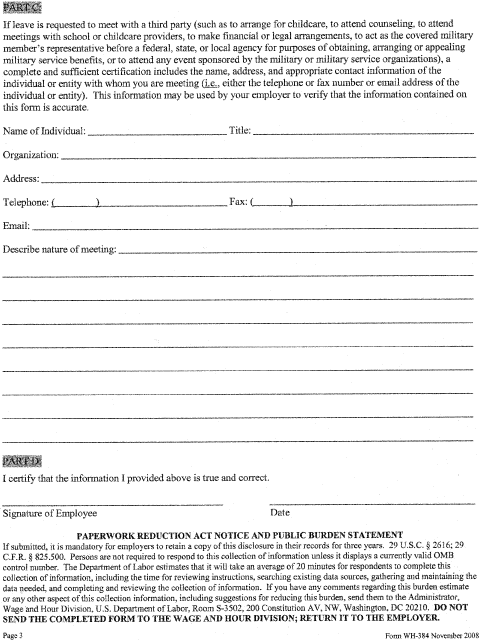 PART C:
If leave is requested to meet with a third party (such as to arrange for childcare, to attend counseling, to attend
meetings with school or childcare providers, to make financial or legal arrangements, to act as the covered military
member's representative before a federal, state, or local agency for purposes of obtaining, arranging or appealing
military service benefits, or to attend any event sponsored by the military or military service organizations), a
complete and sufficient certification includes the name, address, and appropriate contact information of the
individual or entity with whom you are meeting (i.e., either the telephone or fax number or email address of the
individual or entity). This information may be used by your employer to verify that the information contained on
this form is accurate.
Name of Individual: Title:
Organization:
Address:
Telephone: ( ) Fax: ( )
Email:
Describe nature of meeting:
PART D:
I certify that the information I provided above is true and correct.
Signature of Employee Date
PAPERWORK REDUCTION ACT NOTICE AND PUBLIC BURDEN STATEMENT
If submitted, it is mandatory for employers to retain a copy of this disclosure in their records for three years. 29 U.S.C. § 2616; 29
C.F.R. § 825.500. Persons are not required to respond to this collection of information unless it displays a currently valid OMB
control number. The Department of Labor estimates that it will take an average of 20 minutes for respondents to complete this
collection of information, including the time for reviewing instructions, searching existing data sources, gathering and maintaining the
data needed, and completing and reviewing the collection of information. If you have any comments regarding this burden estimate
or any other aspect of this collection information, including suggestions for reducing this burden, send them to the Administrator,
Wage and Hour Division, U.S. Department of Labor, Room S-3502, 200 Constitution AV, NW, Washington, DC 20210. DO NOT
SEND THE COMPLETED FORM TO THE WAGE AND HOUR DIVISION; RETURN IT TO THE EMPLOYER.
Page 3 Form WH-384 November 2008